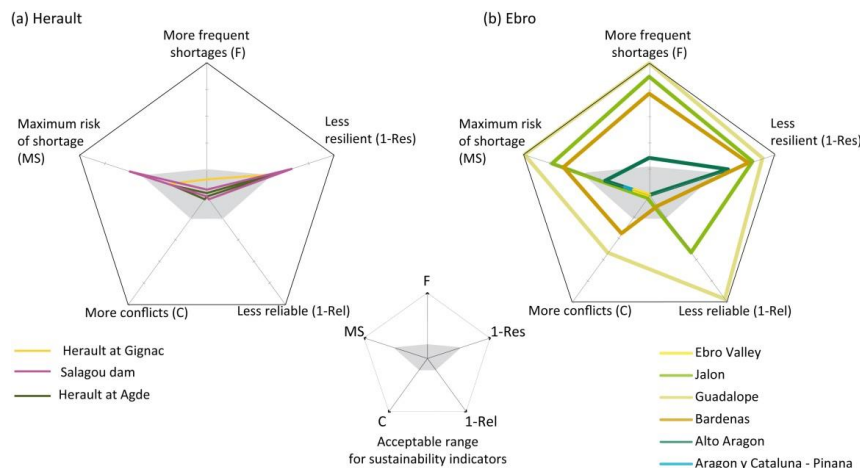 (a) Herault
(b) Ebro
More frequent
shortages (F)
Maximum risk
of shortage
(MS)
Less
resilient (1-Res)
More conflicts (C)
Less reliable (1-Rel)
More frequent
shortages (F)
Maximum risk
of shortage
(MS)
Less
resilient (1-Res)
More conflicts (C)
Less reliable (1-Rel)
Herault at Gignac
Salagou dam
Herault at Agde
F
MS
1-Res
C
1-Rel
Acceptable range
for sustainability indicators
Ebro Valley
Jalon
Guadalope
Bardenas
Alto Aragon
Aragon y Cataluna - Pinana